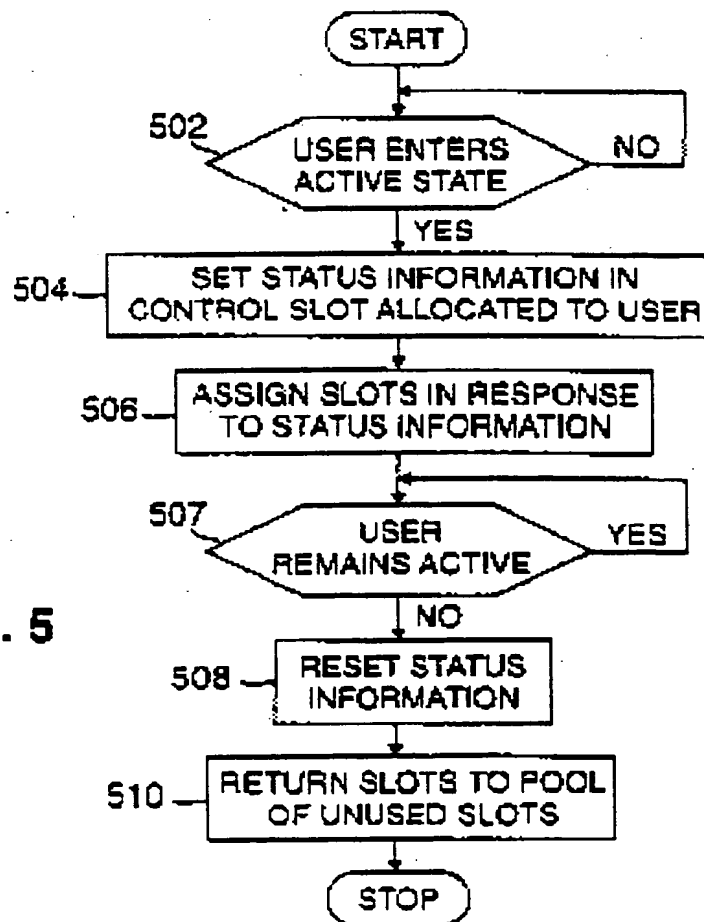 START
502
USER ENTERS
ACTIVE STATE
NO
YES
504
SET STATUS INFORMATION IN
CONTROL SLOT ALLOCATED TO USER
506
ASSIGN SLOTS IN RESPONSE
TO STATUS INFORMATION
507
USER
REMAINS ACTIVE
YES
NO
. 5
508
RESET STATUS
INFORMATION
510
RETURN SLOTS TO POOL
OF UNUSED SLOTS
STOP